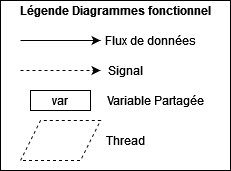 Légende Diagrammes fonctionnel
Flux de données
Signal
var Variable Partagée
Thread